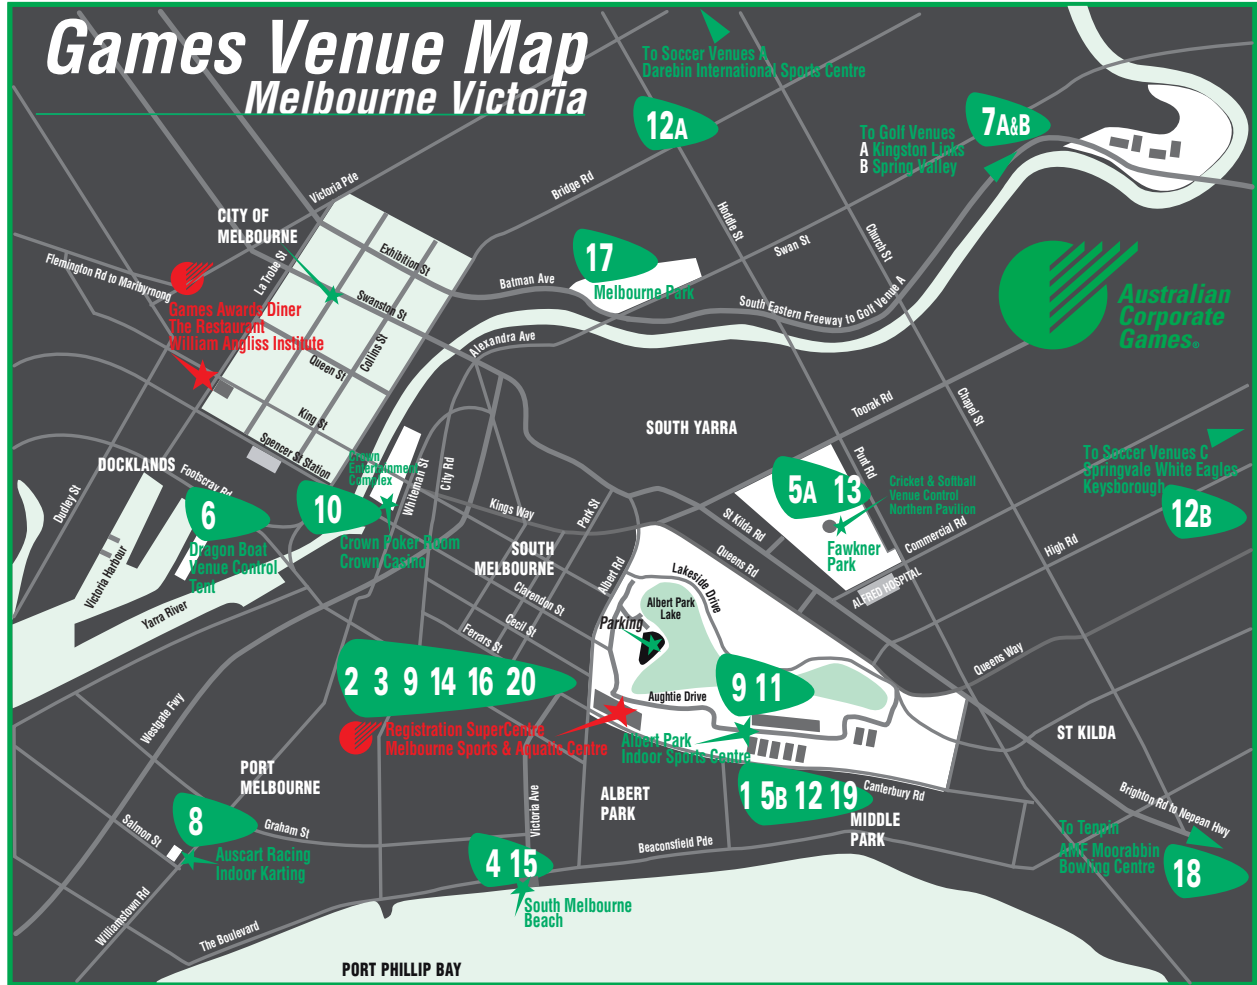 Games Venue Map
Melbourne Victoria
To Soccer Venues A
Darebin International Sports Centre
12A
7A&B
To Golf Venues
A Kingston Links
B Spring Valley
Victoria Pde
Bridge Rd
Hoddle St
Church St
Swan St
CITY OF
MELBOURNE
Exhibition St
La Trobe St
Flemington Rd to Maribyrnong
Batman Ave
17
Melbourne Park
Swanston St
South Eastern Freeway to Golf Venue A
Australian
Corporate
Games®
Games Awards Diner
The Restaurant
William Angliss Institute
Alexandra Ave
Collins St
Queen St
King St
Spencer St Station
Toorak Rd
Chapel St
SOUTH YARRA
Punt Rd
To Soccer Venues C
Springvale White Eagles
Keysborough
12B
DOCKLANDS
Footscray Rd
Dudley St
Crown
Entertainment
Complex
Whiteman St
City Rd
Kings Way
Park St
5A 13
Cricket & Softball
Venue Control
Northern Pavilion
St Kilda Rd
Fawkner
Park
Commercial Rd
High Rd
ALFRED HOSPITAL
6
Dragon Boat
Venue Control
Tent
10
Crown Poker Room
Crown Casino
SOUTH
MELBOURNE
Victoria Harbour
Yarra River
Clarendon St
Cecil St
Ferrars St
Albert Rd
Queens Rd
Lakeside Drive
Albert Park
Lake
Parking
Queens Way
2 3 9 14 16 20
9 11
Aughtie Drive
Registration SuperCentre
Melbourne Sports & Aquatic Centre
Albert Park
Indoor Sports Centre
Westgate Fwy
ST KILDA
PORT
MELBOURNE
ALBERT
PARK
1 5B 12 19
Canterbury Rd
MIDDLE
PARK
Brighton Rd to Nepean Hwy
Victoria Ave
Beaconsfield Pde
8
Salmon St
Graham St
Auscart Racing
Indoor Karting
To Tenpin
AMF Moorabbin
Bowling Centre
18
4 15
South Melbourne
Beach
Williamstown Rd
The Boulevard
PORT PHILLIP BAY